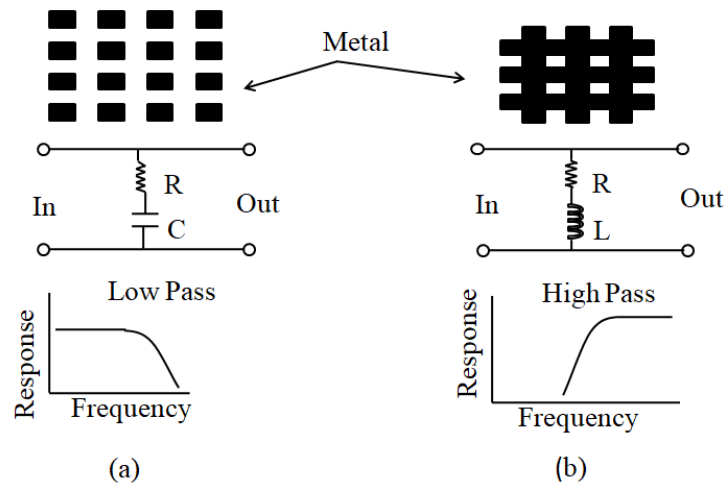 Metal
R
In
Out
C
Low Pass
Response
Frequency
(a)
R
In
Out
L
High Pass
Response
Frequency
(b)